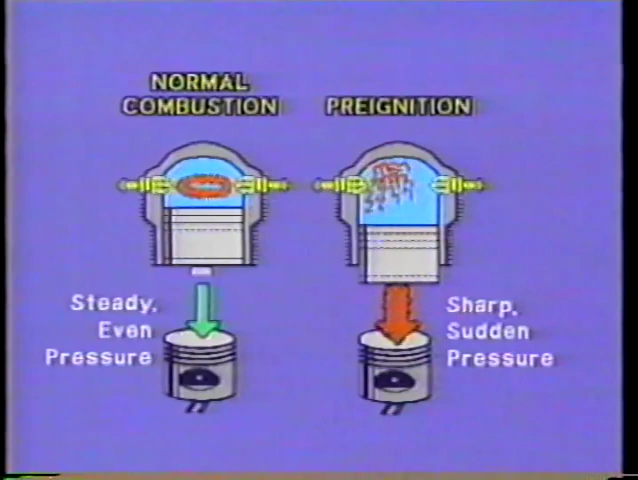 NORMAL
COMBUSTION
PREIGNITION
Steady,
Even
Pressure
Sharp,
Sudden
Pressure